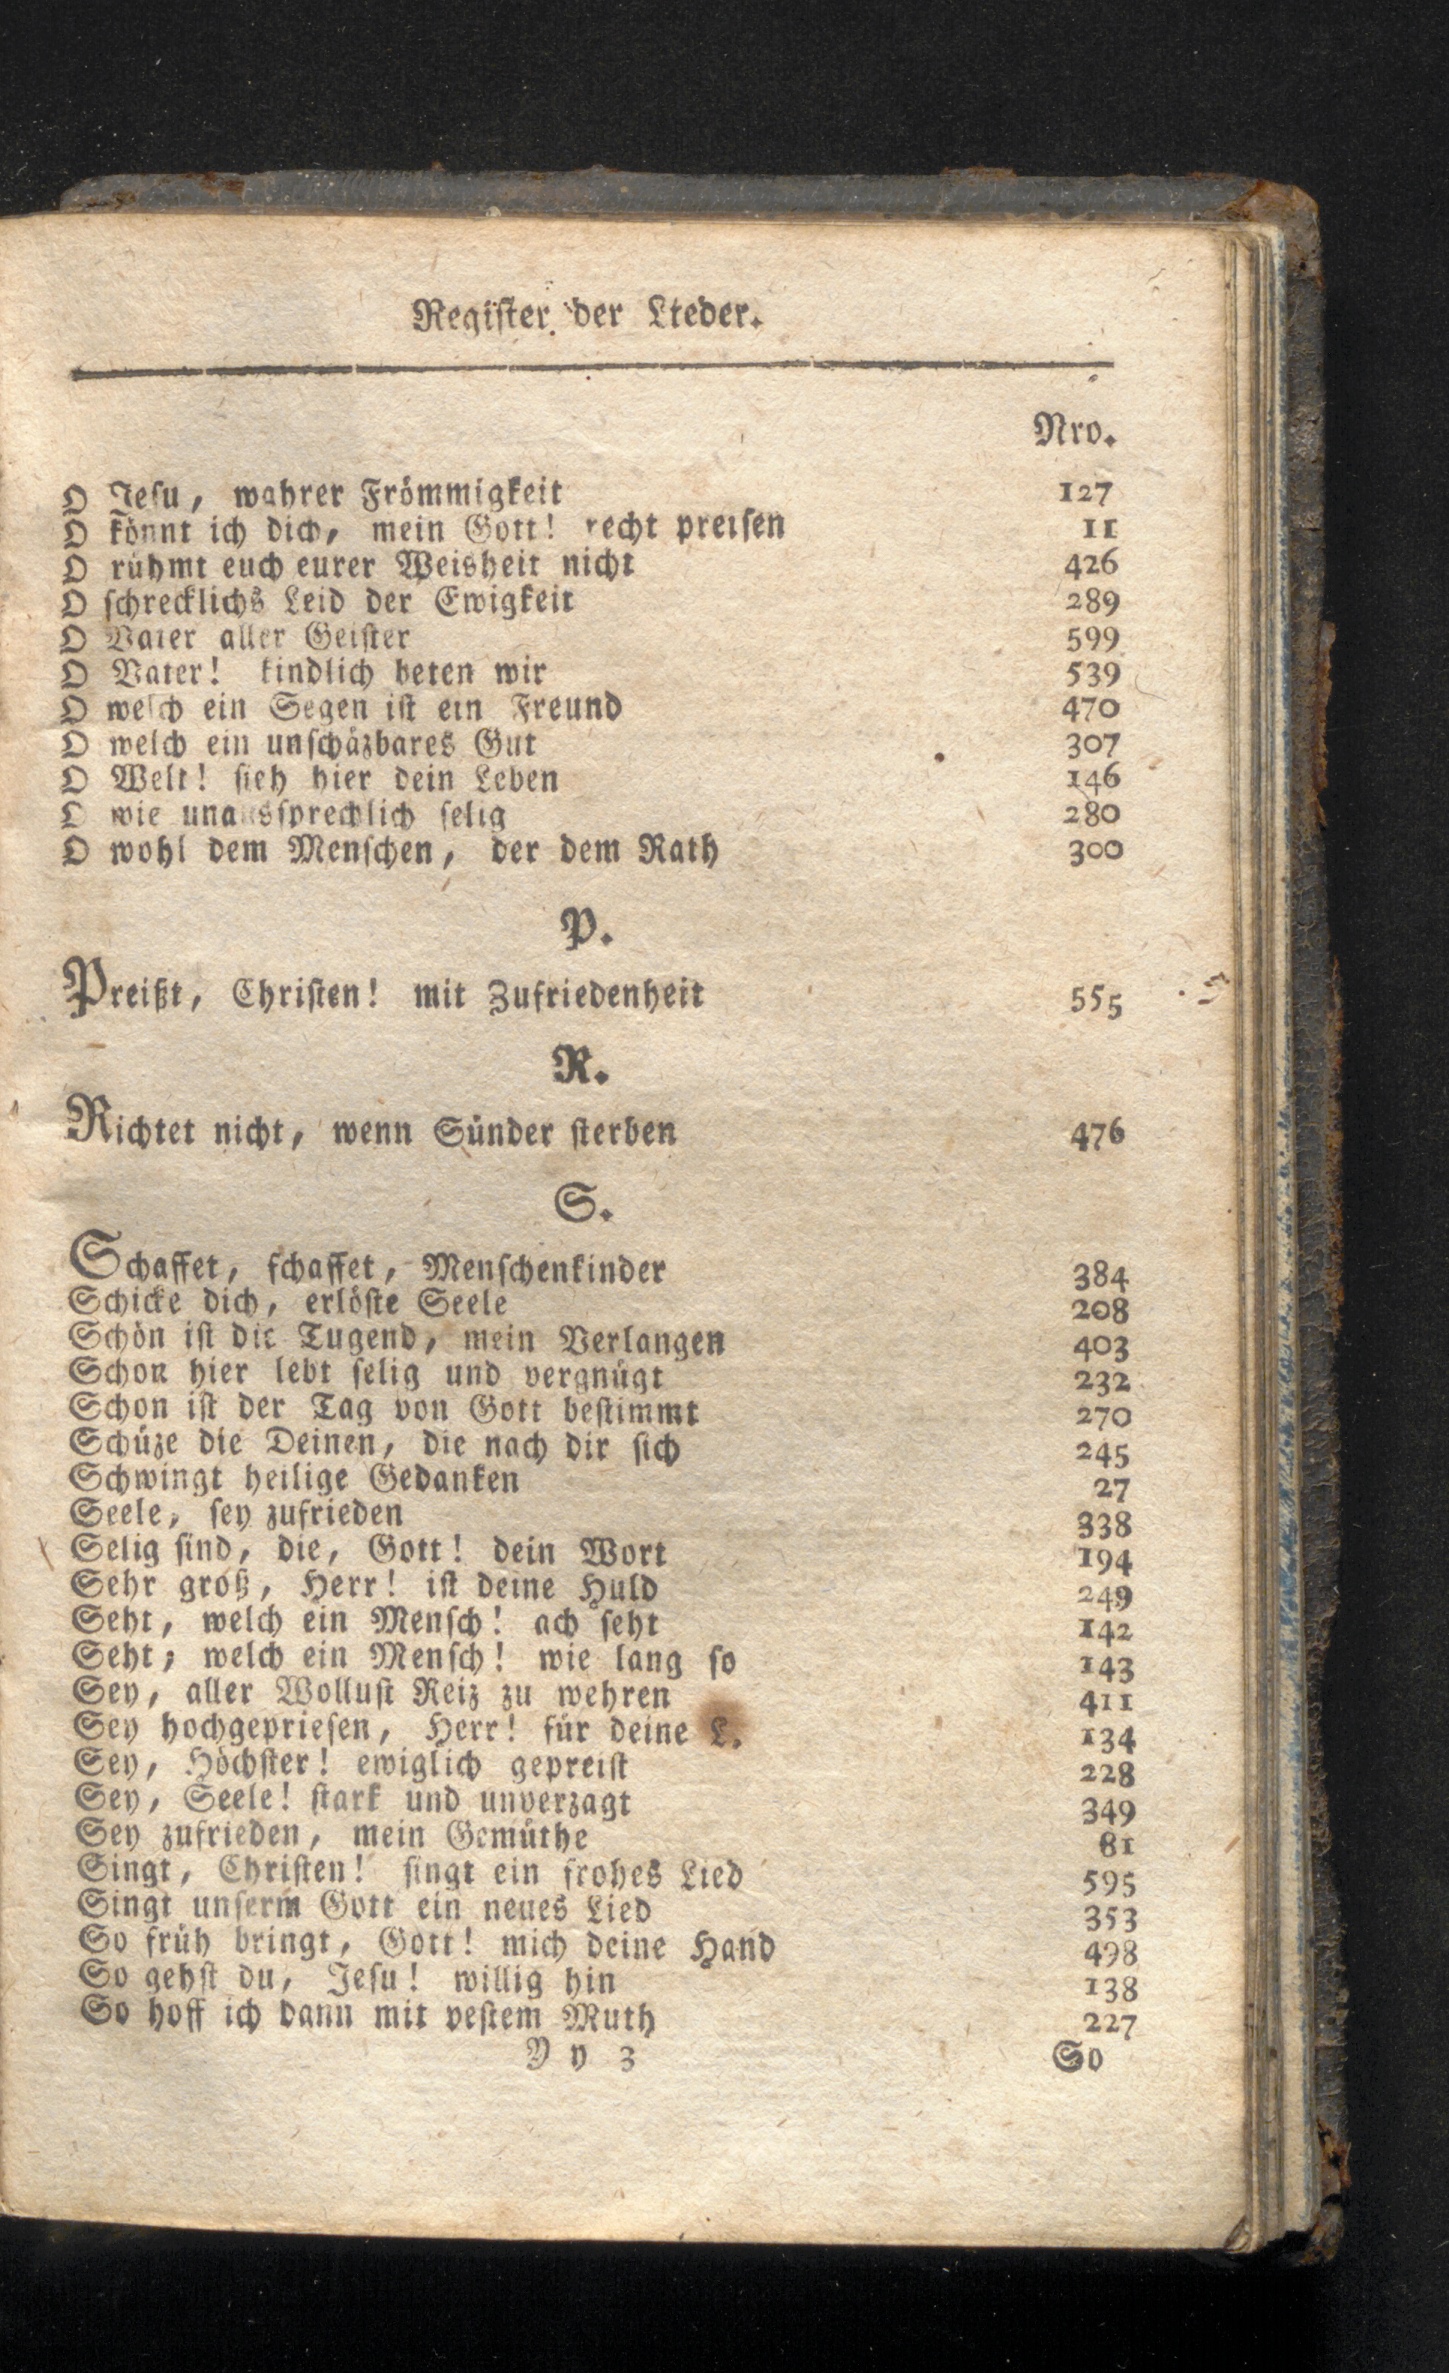 Register der Lieder.
Nro.
O Jesu, wahrer Frömmigkeit 127
O könnt ich dich, mein Gott! recht preisen 11
O rühmt euch eurer Weisheit nicht 426
O schrecklichs Leid der Ewigkeit 289
O Vater aller Geister 599
O Vater! kindlich beten wir 539
O welch ein Segen ist ein Freund 470
O welch ein unschäzbares Gut 307
O Welt! sieh hier dein Leben 146
O wie unaussprechlich selig 280
O wohl dem Menschen, der dem Rath 300
P.
Preißt, Christen! mit Zufriedenheit 555
R.
Richtet nicht, wenn Sünder sterben 476
S.
Schaffet, schaffet, Menschenkinder 384
Schicke dich, erlöste Seele 208
Schön ist die Tugend, mein Verlangen 403
Schon hier lebt selig und vergnügt 232
Schon ist der Tag von Gott bestimmt 270
Schüze die Deinen, die nach dir sich 245
Schwingt heilige Gedanken 27
Seele, sey zufrieden 338
Selig sind, die, Gott! dein Wort 194
Sehr groß, Herr! ist deine Huld 249
Seht, welch ein Mensch! ach seht 142
Seht, welch ein Mensch! wie lang so 143
Sey, aller Wollust Reiz zu wehren 411
Sey hochgepriesen, Herr! für deine L. 134
Sey, Höchster! ewiglich gepreist 228
Sey, Seele! stark und unverzagt 349
Sey zufrieden, mein Gemüthe 81
Singt, Christen! singt ein frohes Lied 595
Singt unserm Gott ein neues Lied 353
So früh bringt, Gott! mich deine Hand 498
So gehst du, Jesu! willig hin 138
So hoff ich dann mit vestem Muth 227
Y y 3 So